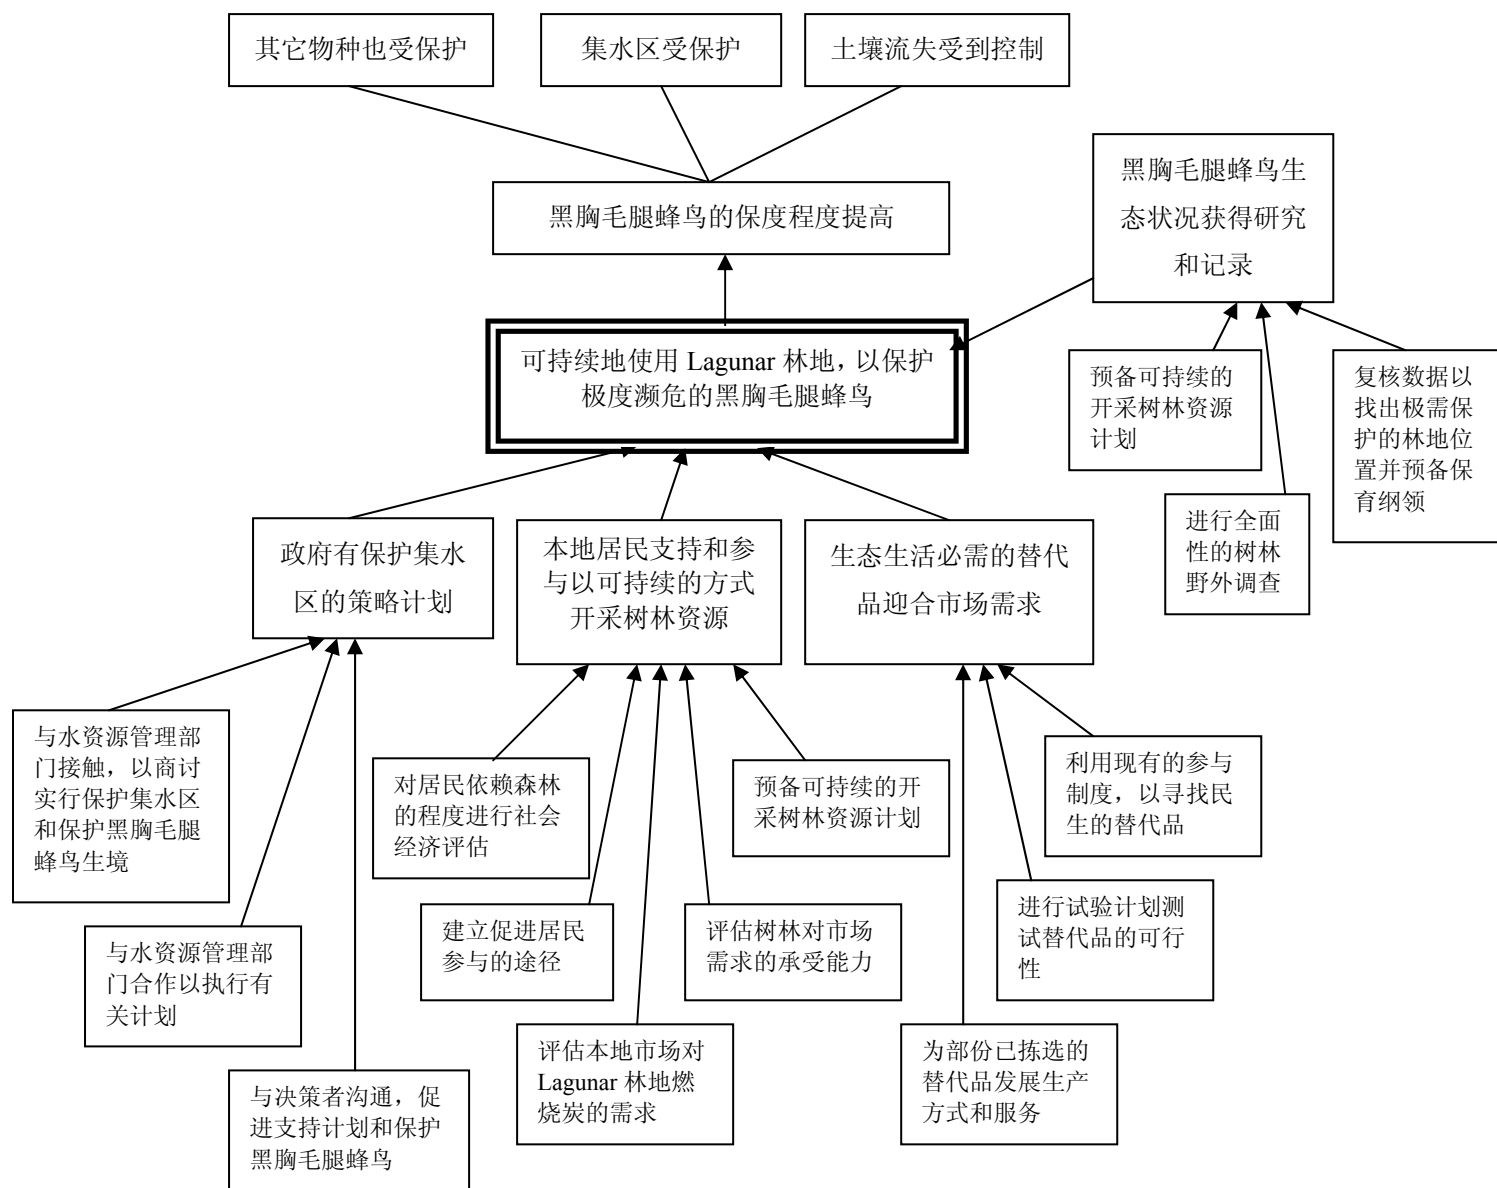 其它物种也受保护
集水区受保护
土壤流失受到控制
黑胸毛腿蜂鸟生
态状况获得研究
和记录
黑胸毛腿蜂鸟的保度程度提高
可持续地使用 Lagunar 林地，以保护
极度濒危的黑胸毛腿蜂鸟
预备可持续的
开采树林资源
计划
复核数据以
找出极需保
护的林地位
置并预备保
育纲领
进行全面
性的树林
野外调查
政府有保护集水
区的策略计划
本地居民支持和参
与以可持续的方式
开采树林资源
生态生活必需的替代
品迎合市场需求
与水资源管理部
门接触，以商讨
实行保护集水区
和保护黑胸毛腿
蜂鸟生境
对居民依赖森林
的程度进行社会
经济评估
预备可持续的开
采树林资源计划
利用现有的参与
制度，以寻找民
生的替代品
与水资源管理部
门合作以执行有
关计划
建立促进居民
参与的途径
评估树林对市场
需求的承受能力
进行试验计划测
试替代品的可行
性
与决策者沟通，促
进支持计划和保护
黑胸毛腿蜂鸟
评估本地市场对
Lagunar 林地燃
烧炭的需求
为部份已拣选的
替代品发展生产
方式和服务